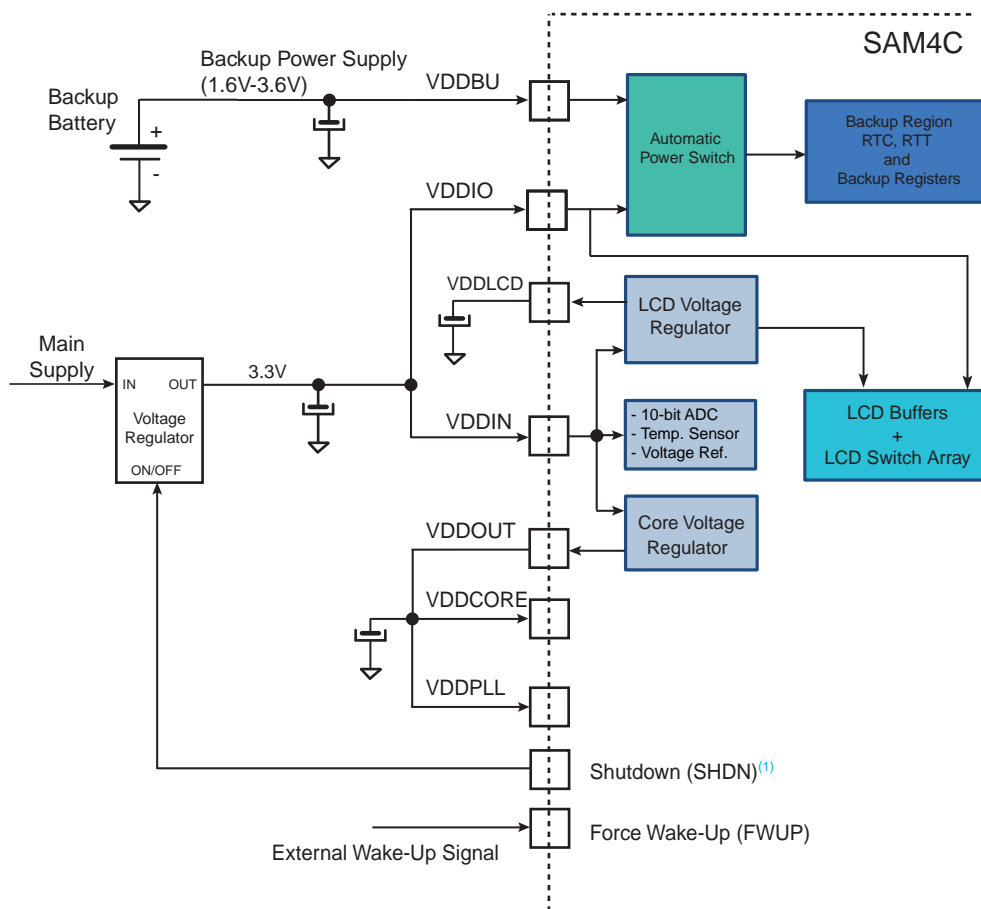 SAM4C
Backup Power Supply
(1.6V-3.6V)
VDDBU
Backup
Battery
+
-
Automatic
Power Switch
Backup Region
RTC, RTT
and
Backup Registers
VDDIO
VDDLCD
LCD Voltage
Regulator
Main
Supply
IN
OUT
Voltage
Regulator
ON/OFF
3.3V
VDDIN
- 10-bit ADC
- Temp. Sensor
- Voltage Ref.
LCD Buffers
+
LCD Switch Array
VDDOUT
Core Voltage
Regulator
VDDCORE
VDDPLL
Shutdown (SHDN)(1)
Force Wake-Up (FWUP)
External Wake-Up Signal